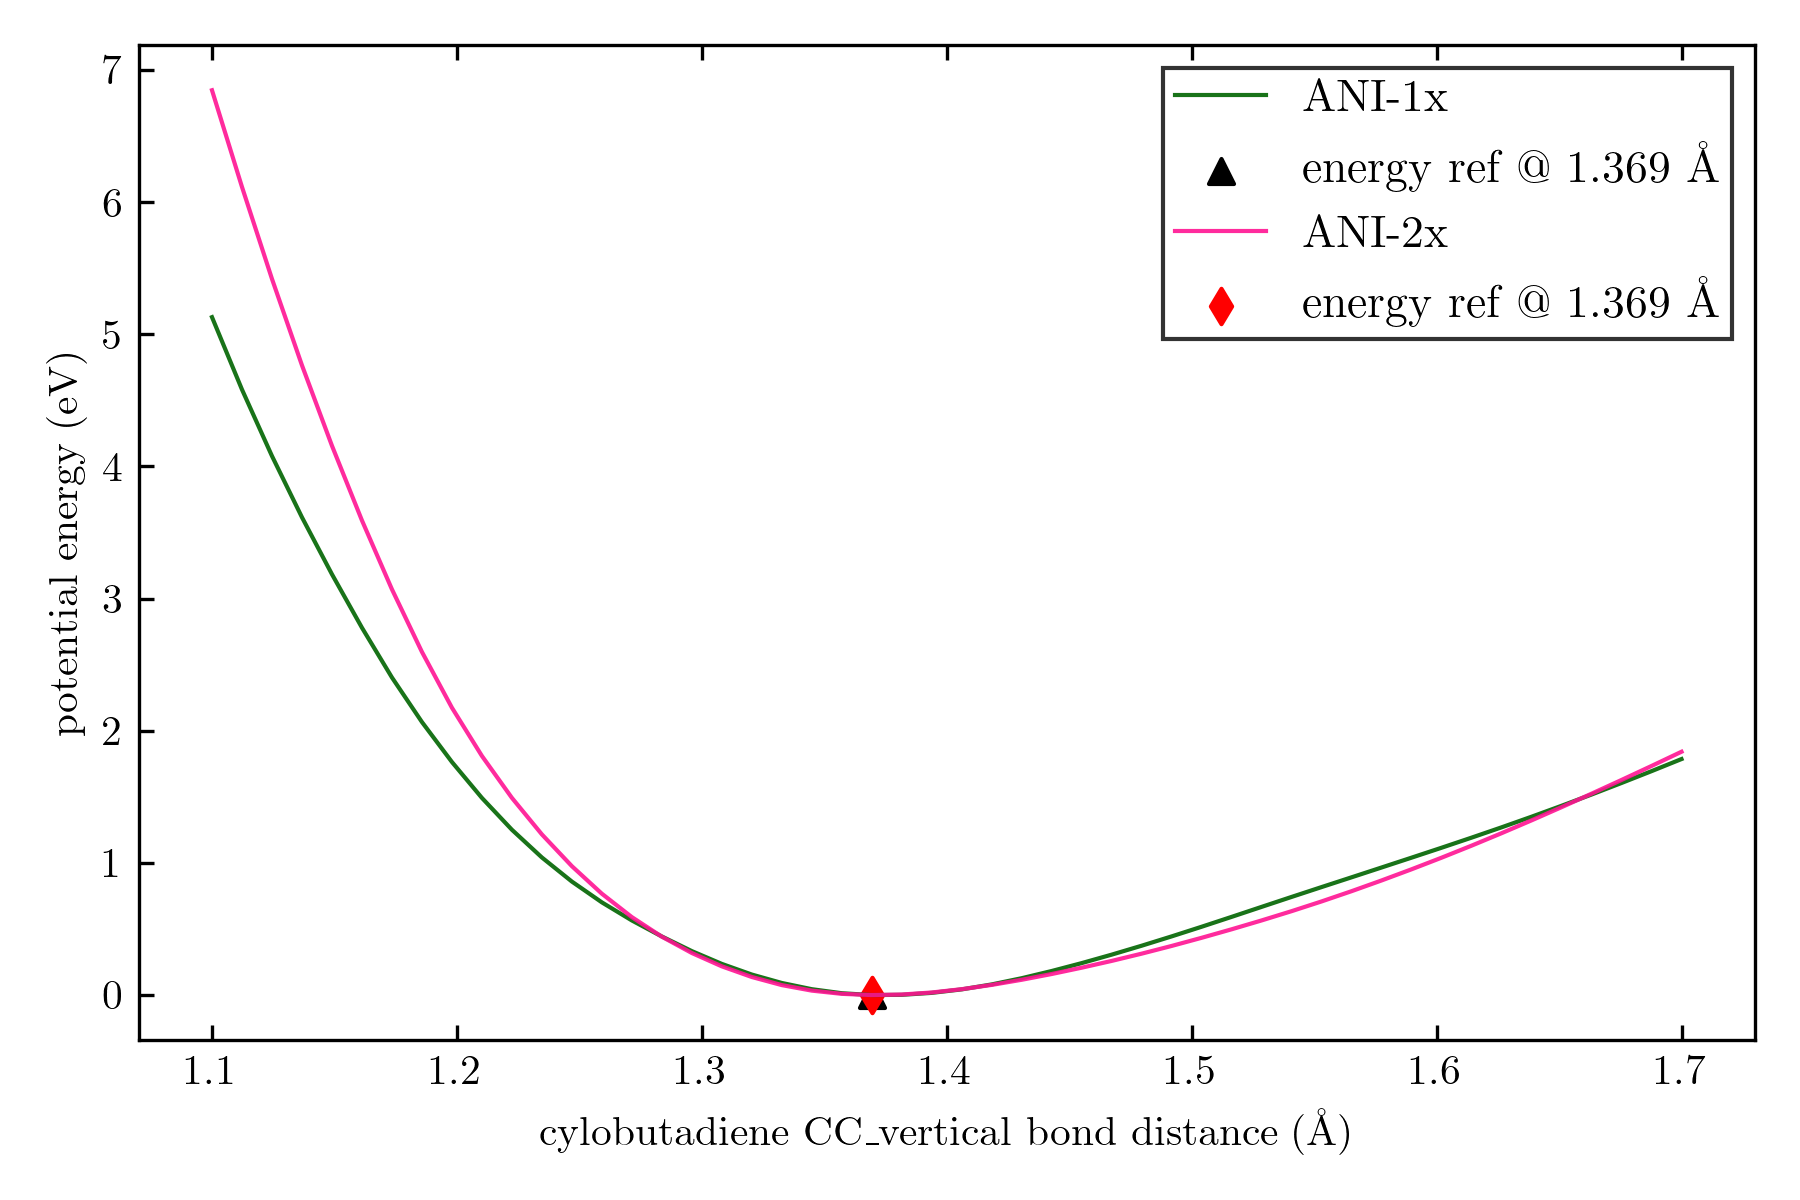 7
6
5
4
3
2
1
0
potential energy (eV)
ANI-1x
energy ref @ 1.369 Å
ANI-2x
energy ref @ 1.369 Å
1.1 1.2 1.3 1.4 1.5 1.6 1.7
cylobutadiene CC_vertical bond distance (Å)